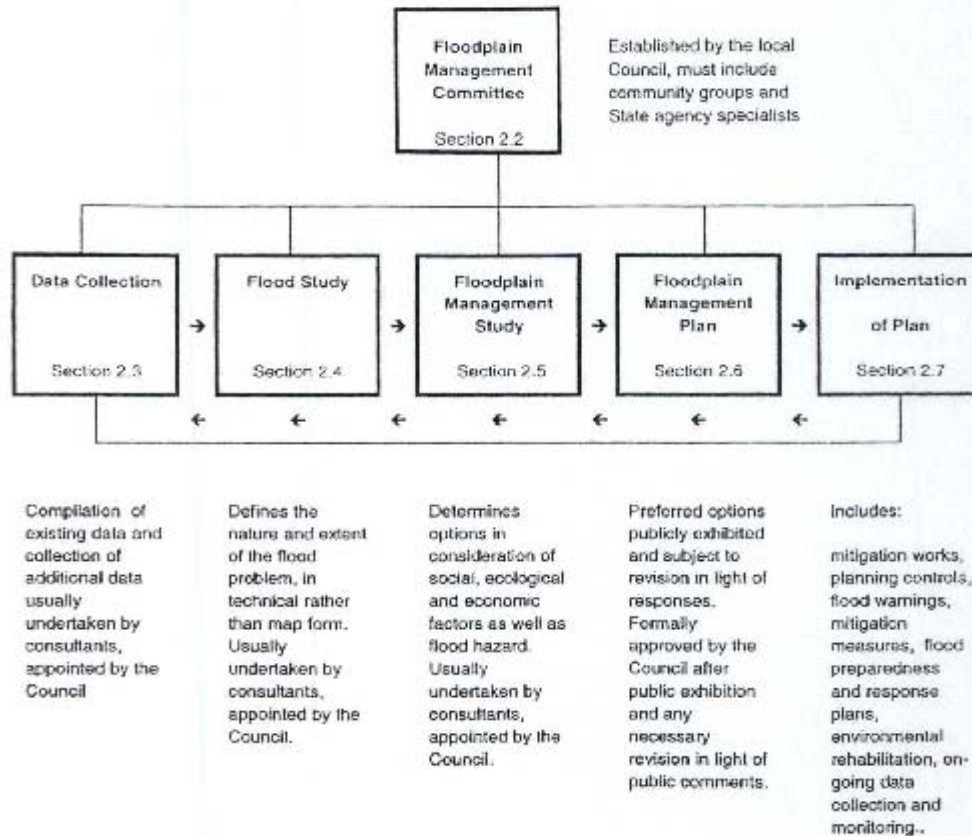 Floodplain
Management
Committee
Section 2.2
Established by the local
Council, must include
community groups and
State agency specialists
Data Collection
Section 2.3
Flood Study
Section 2.4
Floodplain
Management
Study
Section 2.5
Floodplain
Management
Plan
Section 2.6
Implementation
of Plan
Section 2.7
Compilation of
existing data and
collection of
additional data
usually
undertaken by
consultants,
appointed by the
Council
Defines the
nature and extent
of the flood
problem, in
technical rather
than map form.
Usually
undertaken by
consultants,
appointed by the
Council.
Determines
options in
consideration of
social, ecological
and economic
factors as well as
flood hazard.
Usually
undertaken by
consultants,
appointed by the
Council.
Preferred options
publicly exhibited
and subject to
revision in light of
responses.
Formally
approved by the
Council after
public exhibition
and any
necessary
revision in light of
public comments.
Includes:
mitigation works,
planning controls,
flood warnings,
mitigation
measures, flood
preparedness
and response
plans,
environmental
rehabilitation, on-
going data
collection and
monitoring..